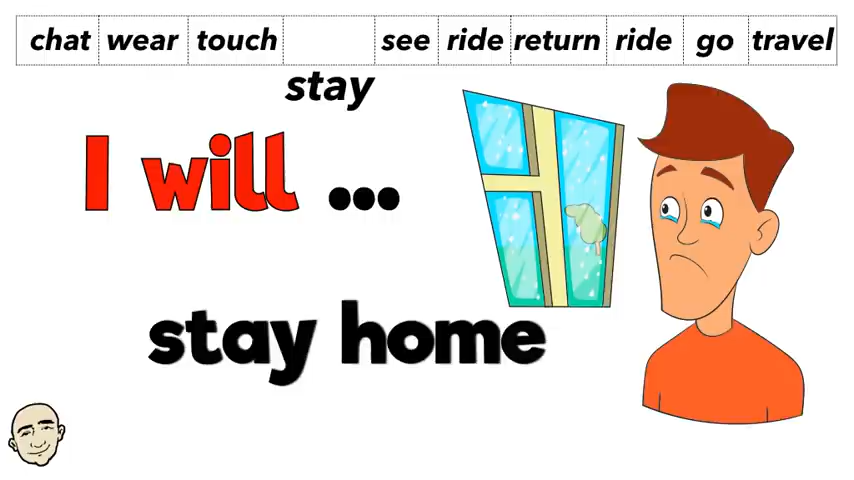 chat wear touch see ride return ride go travel
stay
I will ...
stay home